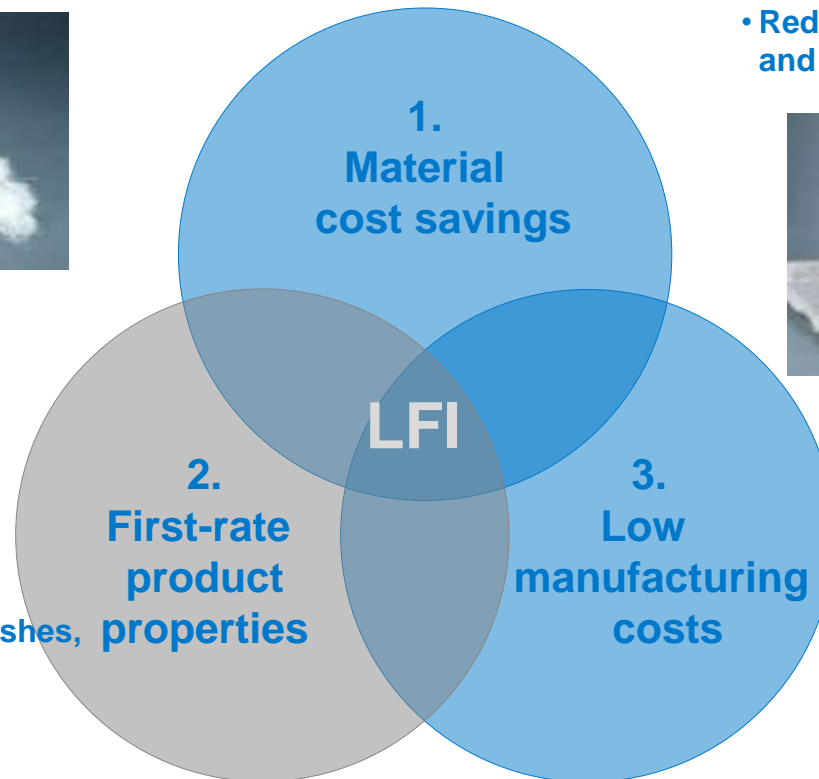 • Red
and
1.
Material
cost savings
LFI
2.
First-rate
product
properties
shes,
3.
Low
manufacturing
costs